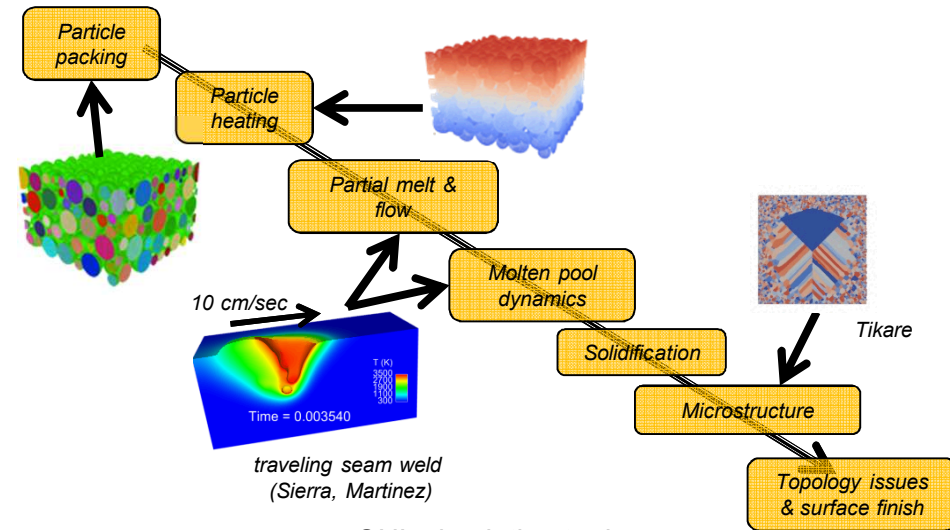 Particle
packing
Particle
heating
Partial melt &
flow
Molten pool
dynamics
10 cm/sec
T (K)
3500
2700
1900
1100
300
Time = 0.003540
Tikare
Solidification
Microstructure
traveling seam weld
(Sierra, Martinez)
Topology issues
& surface finish